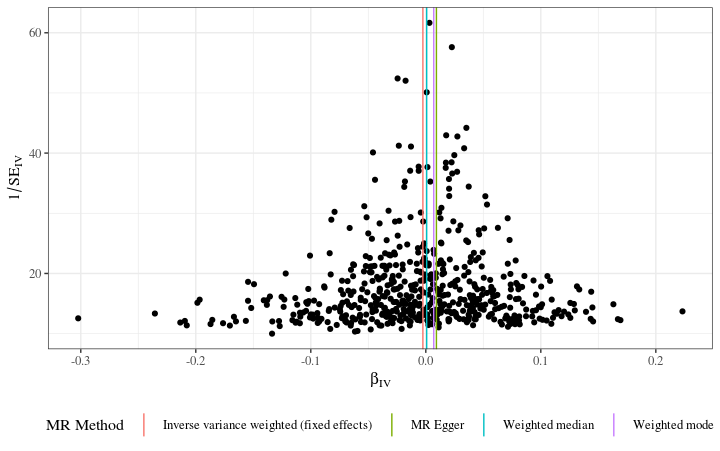 60
40
20
1/SE_IV
-0.3 -0.2 -0.1 0.0 0.1 0.2
β_IV
MR Method Inverse variance weighted (fixed effects) MR Egger Weighted median Weighted mode